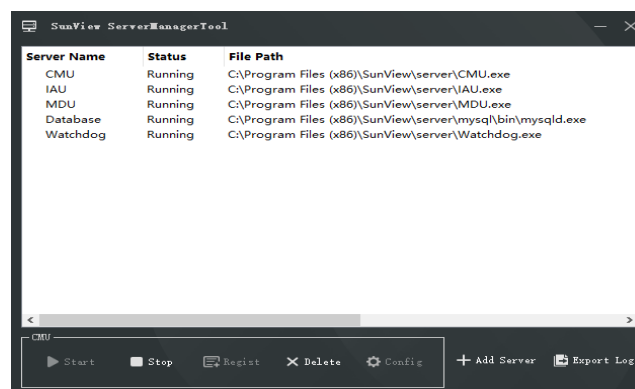 SunView ServerManagerTool
Server Name Status File Path
CMU Running C:\Program Files (x86)\SunView\server\CMU.exe
IAU Running C:\Program Files (x86)\SunView\server\IAU.exe
MDU Running C:\Program Files (x86)\SunView\server\MDU.exe
Database Running C:\Program Files (x86)\SunView\server\mysql\bin\mysqld.exe
Watchdog Running C:\Program Files (x86)\SunView\server\Watchdog.exe
CMU
Start Stop Regist Delete Config Add Server Export Log